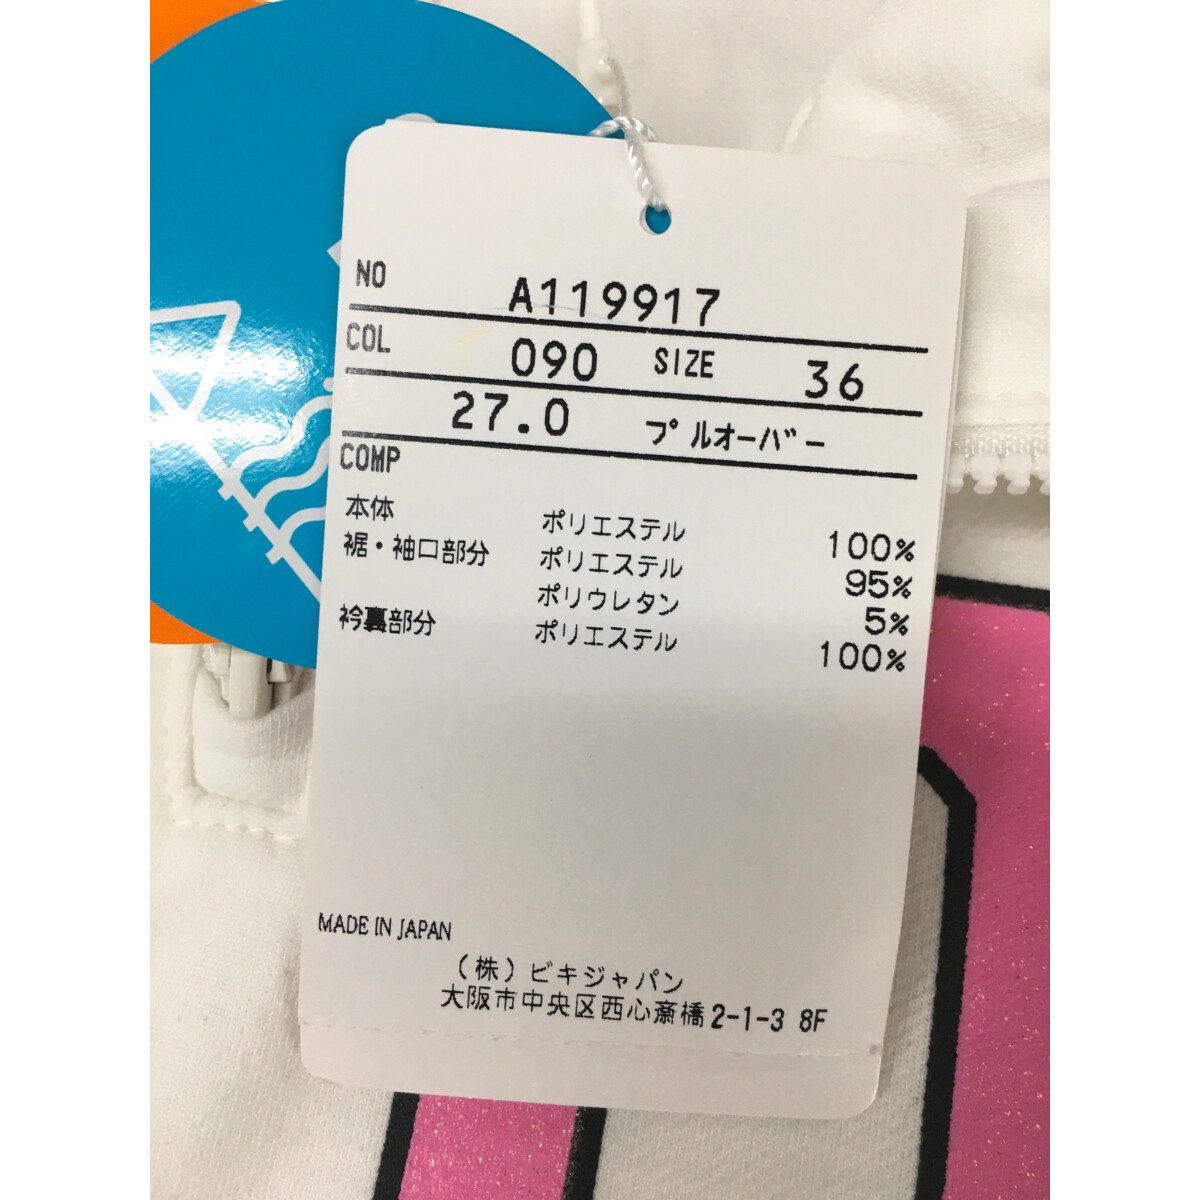 NO A119917
COL 090 SIZE 36
27.0 プルオーバー
COMP
本体 ポリエステル 100%
裾・袖口部分 ポリエステル 95%
ポリウレタン 5%
衿裏部分 ポリエステル 100%
MADE IN JAPAN
(株)ビキジャパン
大阪市中央区西心斎橋2-1-3 8F